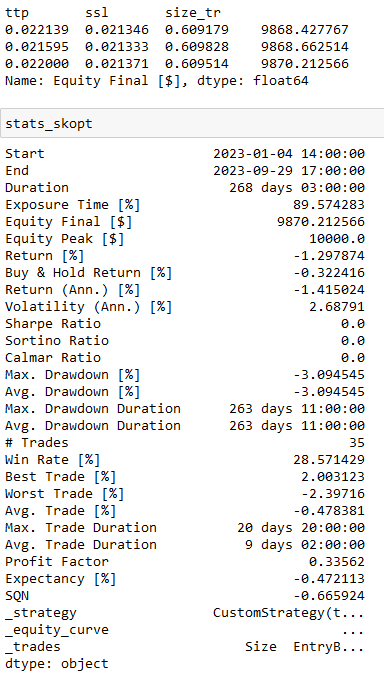 ttp ssl size_tr
0.022139 0.021346 0.609179 9868.427767
0.021595 0.021333 0.609828 9868.662514
0.022000 0.021371 0.609514 9870.212566
Name: Equity Final [$], dtype: float64
stats_skopt
Start 2023-01-04 14:00:00
End 2023-09-29 17:00:00
Duration 268 days 03:00:00
Exposure Time [%] 89.574283
Equity Final [$] 9870.212566
Equity Peak [$] 10000.0
Return [%] -1.297874
Buy & Hold Return [%] -0.322416
Return (Ann.) [%] -1.415024
Volatility (Ann.) [%] 2.68791
Sharpe Ratio 0.0
Sortino Ratio 0.0
Calmar Ratio 0.0
Max. Drawdown [%] -3.094545
Avg. Drawdown [%] -3.094545
Max. Drawdown Duration 263 days 11:00:00
Avg. Drawdown Duration 263 days 11:00:00
# Trades 35
Win Rate [%] 28.571429
Best Trade [%] 2.003123
Worst Trade [%] -2.39716
Avg. Trade [%] -0.478381
Max. Trade Duration 20 days 20:00:00
Avg. Trade Duration 9 days 02:00:00
Profit Factor 0.33562
Expectancy [%] -0.472113
SQN -0.665924
_strategy CustomStrategy(t...
_equity_curve ...
_trades Size EntryB...
dtype: object